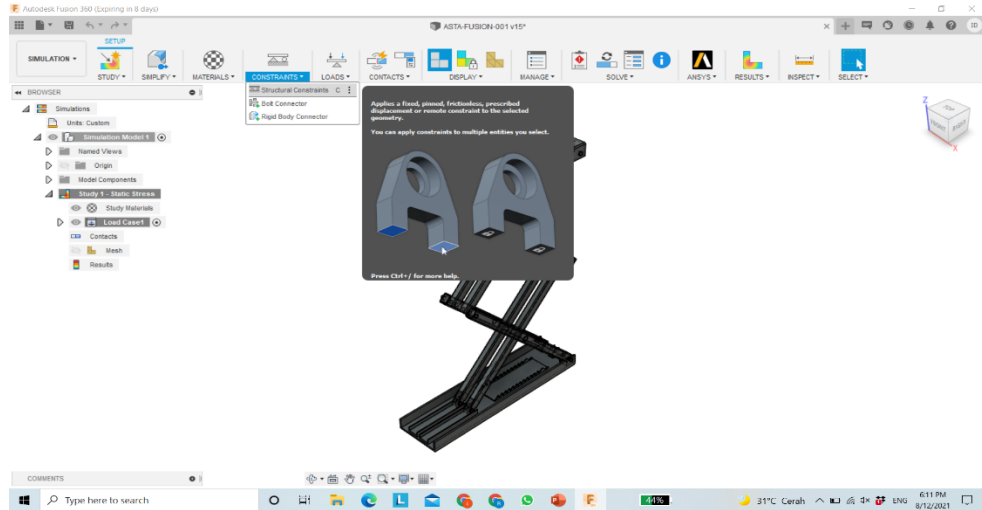 Autodesk Fusion 360 (Expiring in 8 days)
ASTA-FUSION-001 v15*
SETUP
SIMULATION
STUDY
SIMPLIFY
MATERIALS
CONSTRAINTS
LOADS
CONTACTS
DISPLAY
MANAGE
SOLVE
ANSYS
RESULTS
INSPECT
SELECT
BROWSER
Simulations
Units: Custom
Simulation Model 1
Named Views
Origin
Model Components
Study 1 - Static Stress
Study Materials
Load Case1
Contacts
Mesh
Results
Structural Constraints C
Bolt Connector
Rigid Body Connector
Applies a fixed, pinned, frictionless, prescribed
displacement or remote constraint to the selected
geometry.
You can apply constraints to multiple entities you select.
Press Ctrl+/ for more help.
Z
TOP
FRONT
RIGHT
X
COMMENTS
Type here to search
44%
31°C Cerah
ENG
6:11 PM
8/12/2021